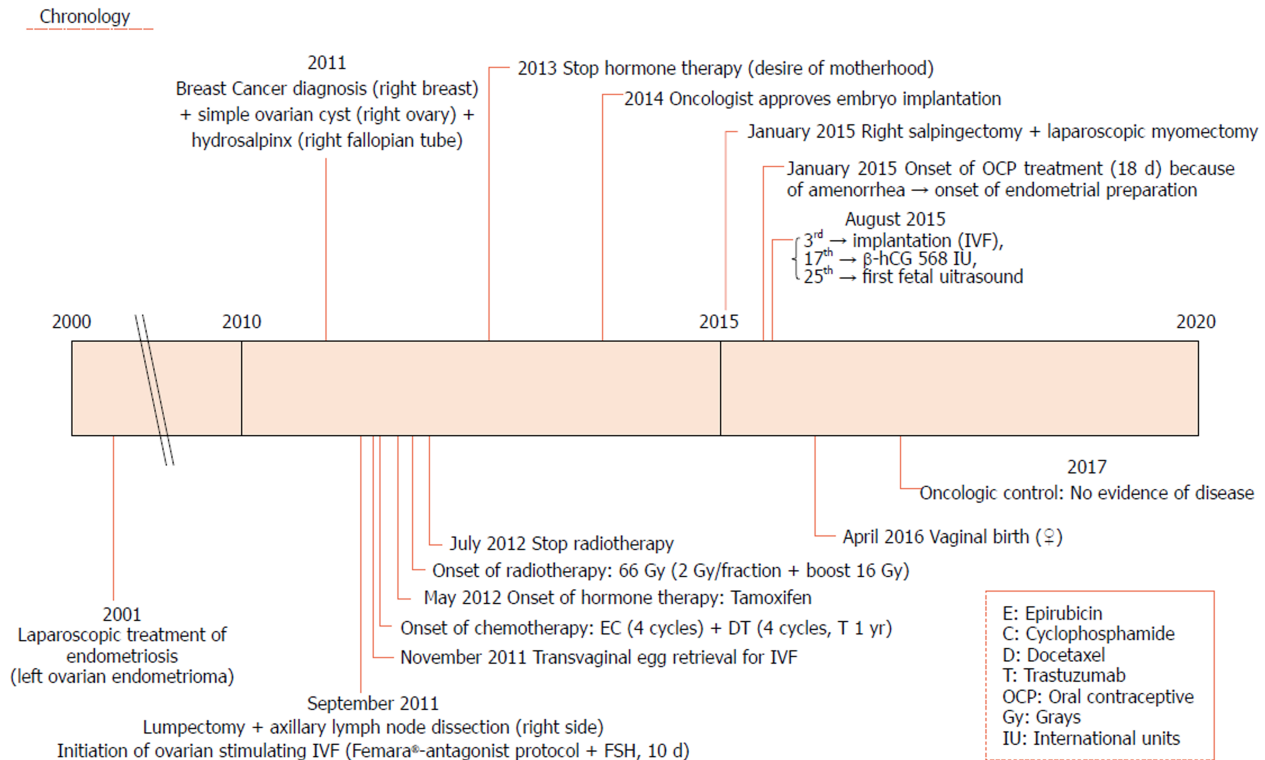 Chronology
2011
Breast Cancer diagnosis (right breast)
+ simple ovarian cyst (right ovary) +
hydrosalpinx (right fallopian tube)
2013 Stop hormone therapy (desire of motherhood)
2014 Oncologist approves embryo implantation
January 2015 Right salpingectomy + laparoscopic myomectomy
January 2015 Onset of OCP treatment (18 d) because
of amenorrhea → onset of endometrial preparation
August 2015
3rd → implantation (IVF),
17th → β-hCG 568 IU,
25th → first fetal uitrasound
2000
2010
2015
2020
2017
Oncologic control: No evidence of disease
April 2016 Vaginal birth (♀)
July 2012 Stop radiotherapy
Onset of radiotherapy: 66 Gy (2 Gy/fraction + boost 16 Gy)
May 2012 Onset of hormone therapy: Tamoxifen
Onset of chemotherapy: EC (4 cycles) + DT (4 cycles, T 1 yr)
November 2011 Transvaginal egg retrieval for IVF
2001
Laparoscopic treatment of
endometriosis
(left ovarian endometrioma)
September 2011
Lumpectomy + axillary lymph node dissection (right side)
Initiation of ovarian stimulating IVF (Femara®-antagonist protocol + FSH, 10 d)
E: Epirubicin
C: Cyclophosphamide
D: Docetaxel
T: Trastuzumab
OCP: Oral contraceptive
Gy: Grays
IU: International units